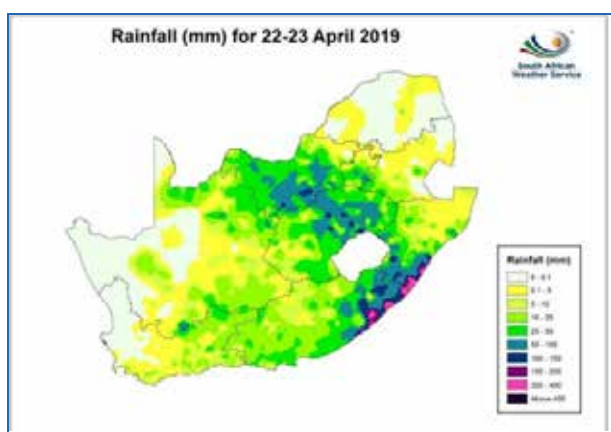 Rainfall (mm) for 22-23 April 2019
South African
Weather Service
Rainfall (mm)
0 - 0.1
0.1 - 5
5 - 10
10 - 25
25 - 50
50 - 100
100 - 150
150 - 200
200 - 400
Above 400